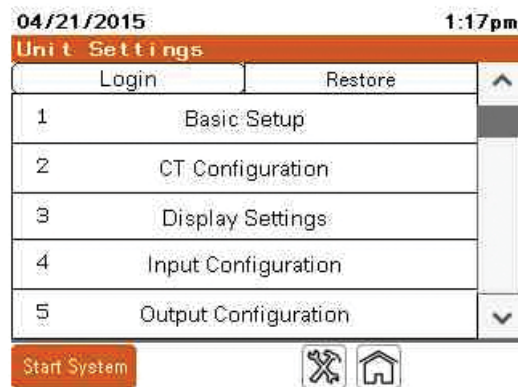 04/21/2015 1:17pm
Unit Settings
Login Restore
1 Basic Setup
2 CT Configuration
3 Display Settings
4 Input Configuration
5 Output Configuration
Start System